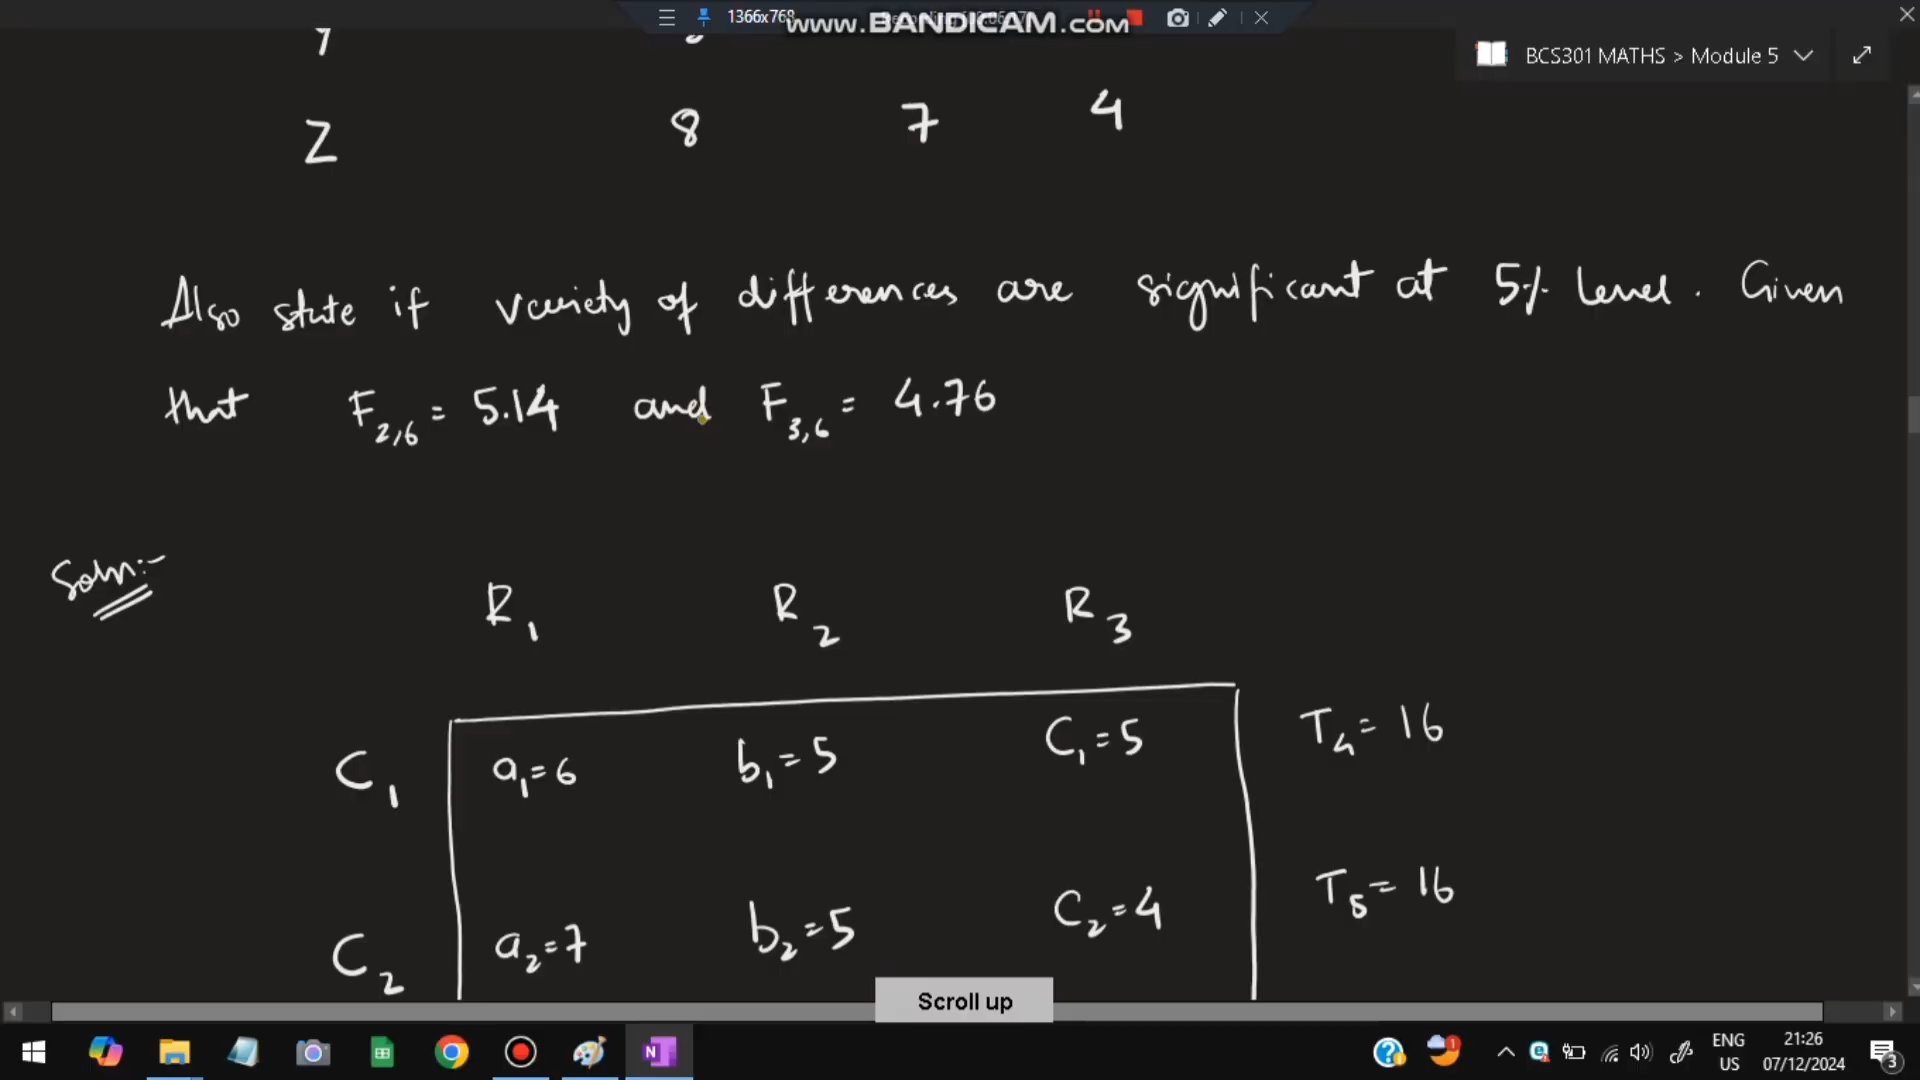 1366x768
www.BANDICAM.com
BCS301 MATHS > Module 5
Z 8 7 4
Also state if variety of differences are significant at 5% level. Given
that F2,6 = 5.14 and F3,6 = 4.76
Soln:-
R1 R2 R3
C1 a1=6 b1=5 C1=5 T4=16
C2 a2=7 b2=5 C2=4 T5=16
Scroll up
ENG
US
21:26
07/12/2024
3